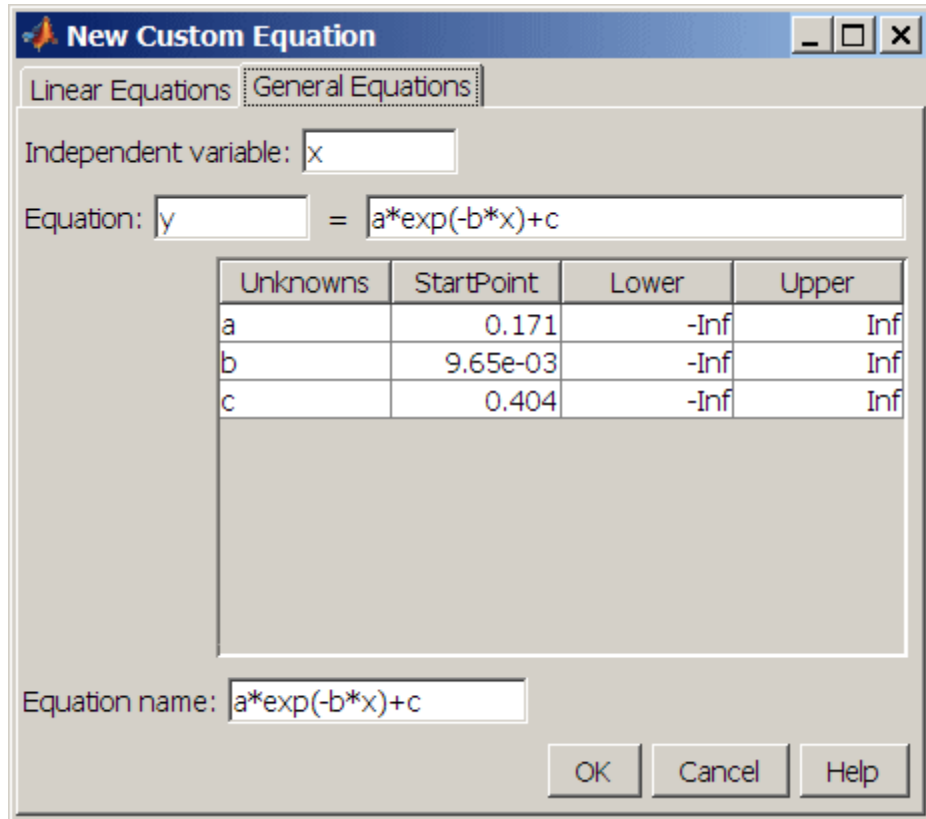 New Custom Equation
Linear Equations General Equations
Independent variable: x
Equation: y = a*exp(-b*x)+c
Unknowns StartPoint Lower Upper
a 0.171 -Inf Inf
b 9.65e-03 -Inf Inf
c 0.404 -Inf Inf
Equation name: a*exp(-b*x)+c
OK Cancel Help